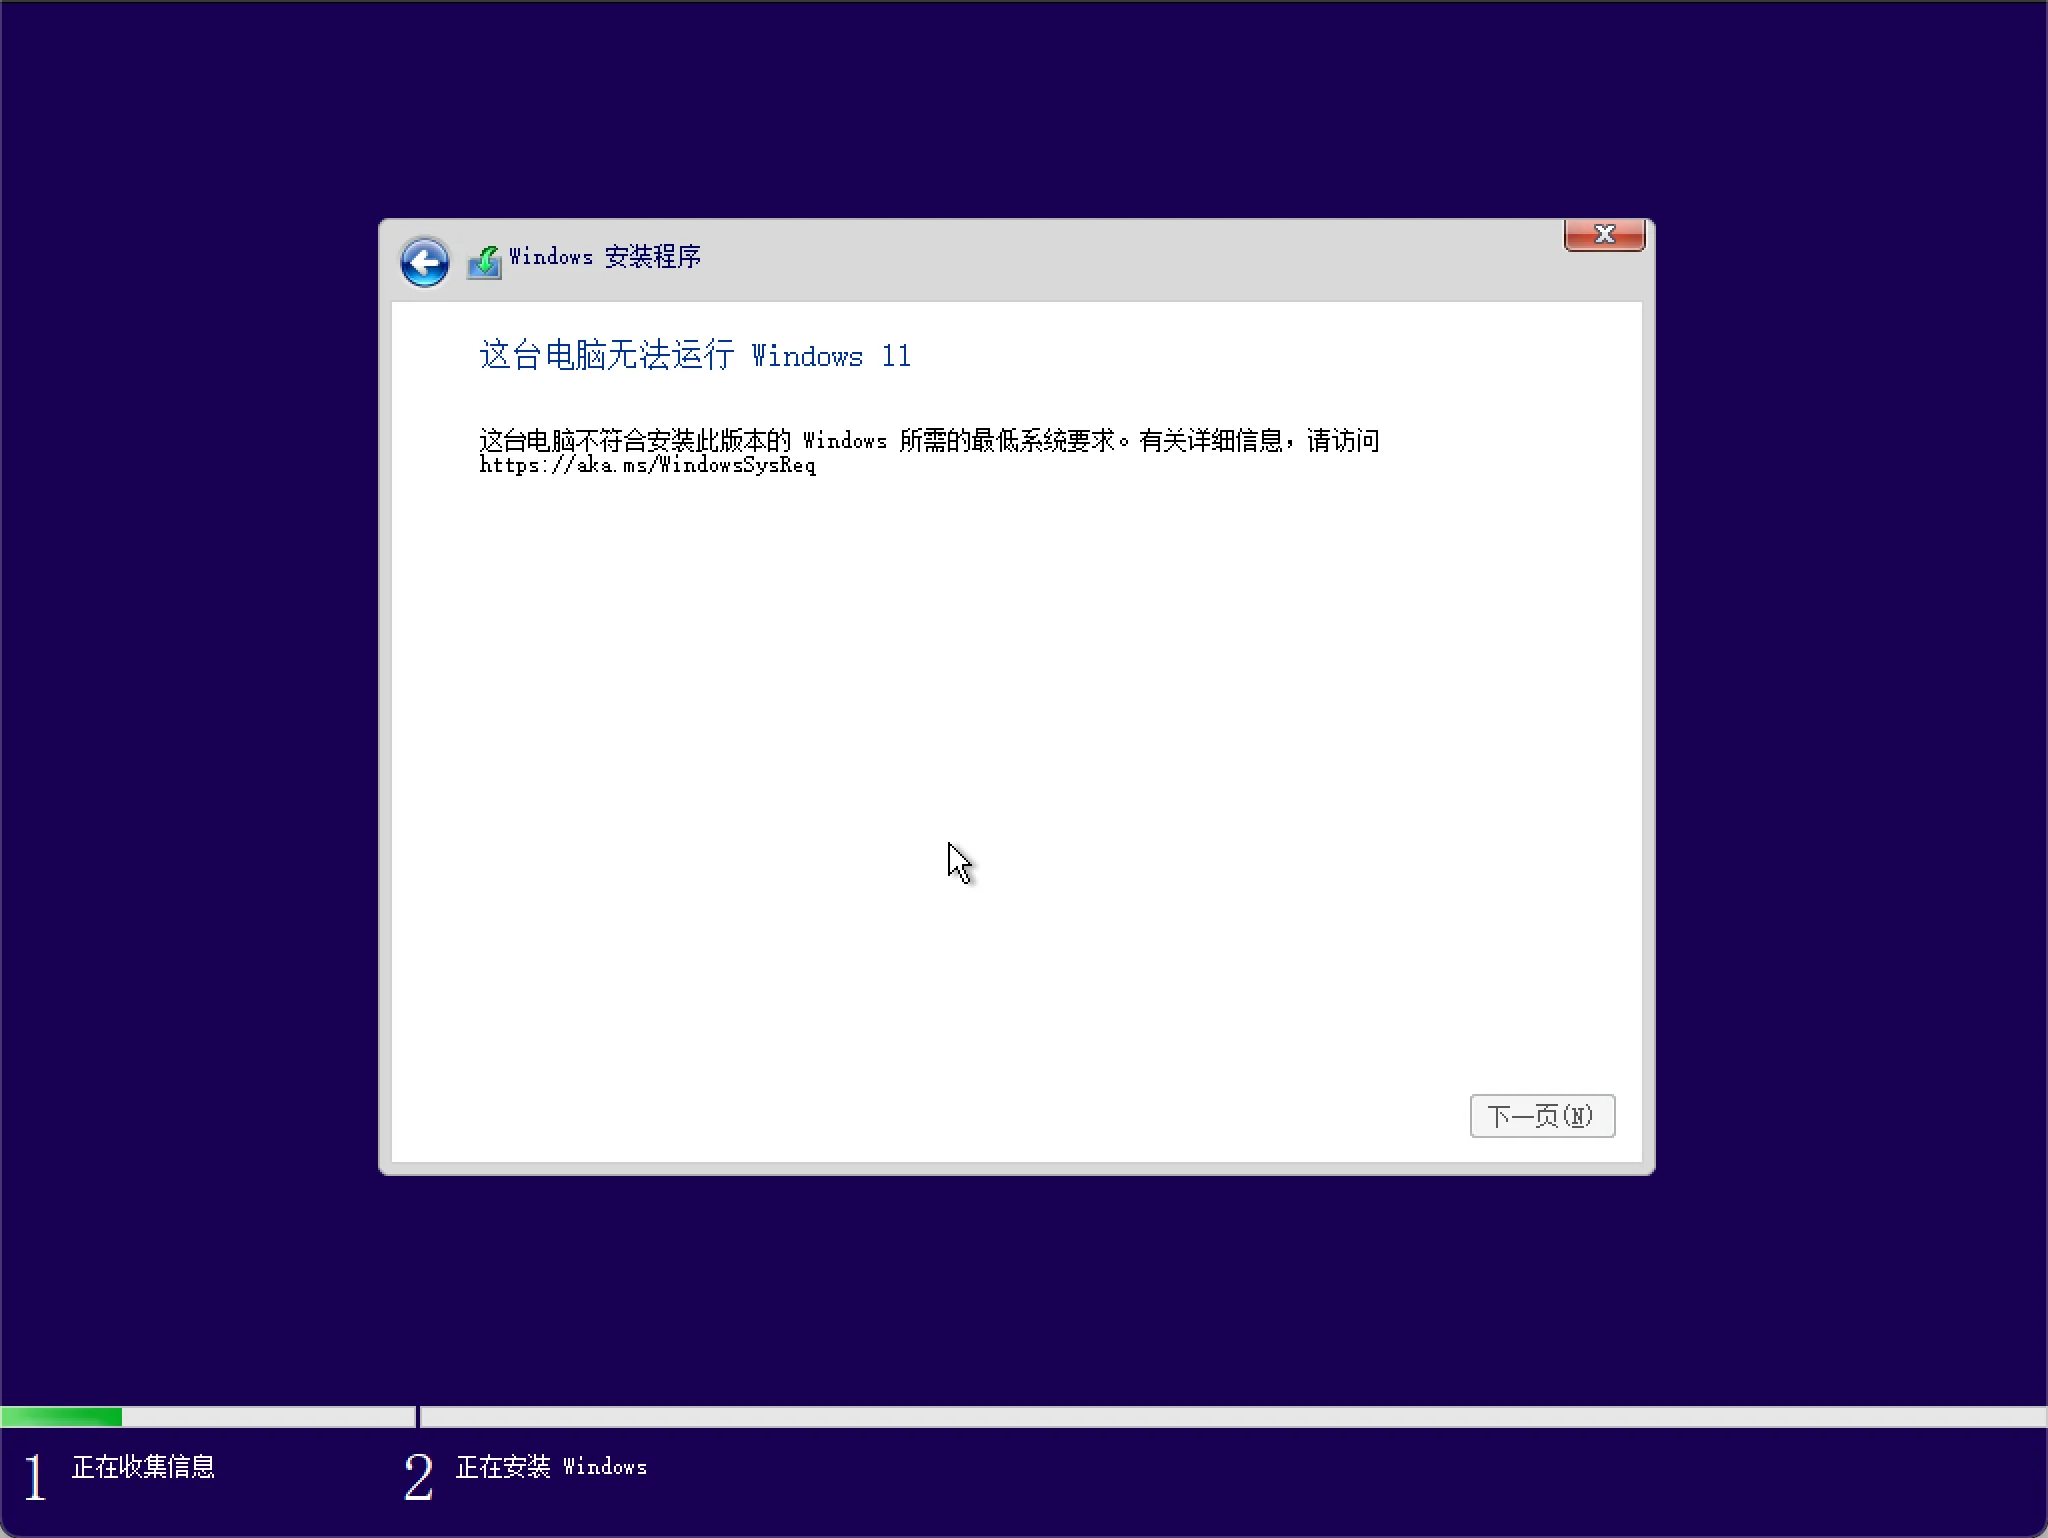 Windows 安装程序
这台电脑无法运行 Windows 11
这台电脑不符合安装此版本的 Windows 所需的最低系统要求。有关详细信息，请访问
https://aka.ms/WindowsSysReq
下一页(N)
1 正在收集信息
2 正在安装 Windows